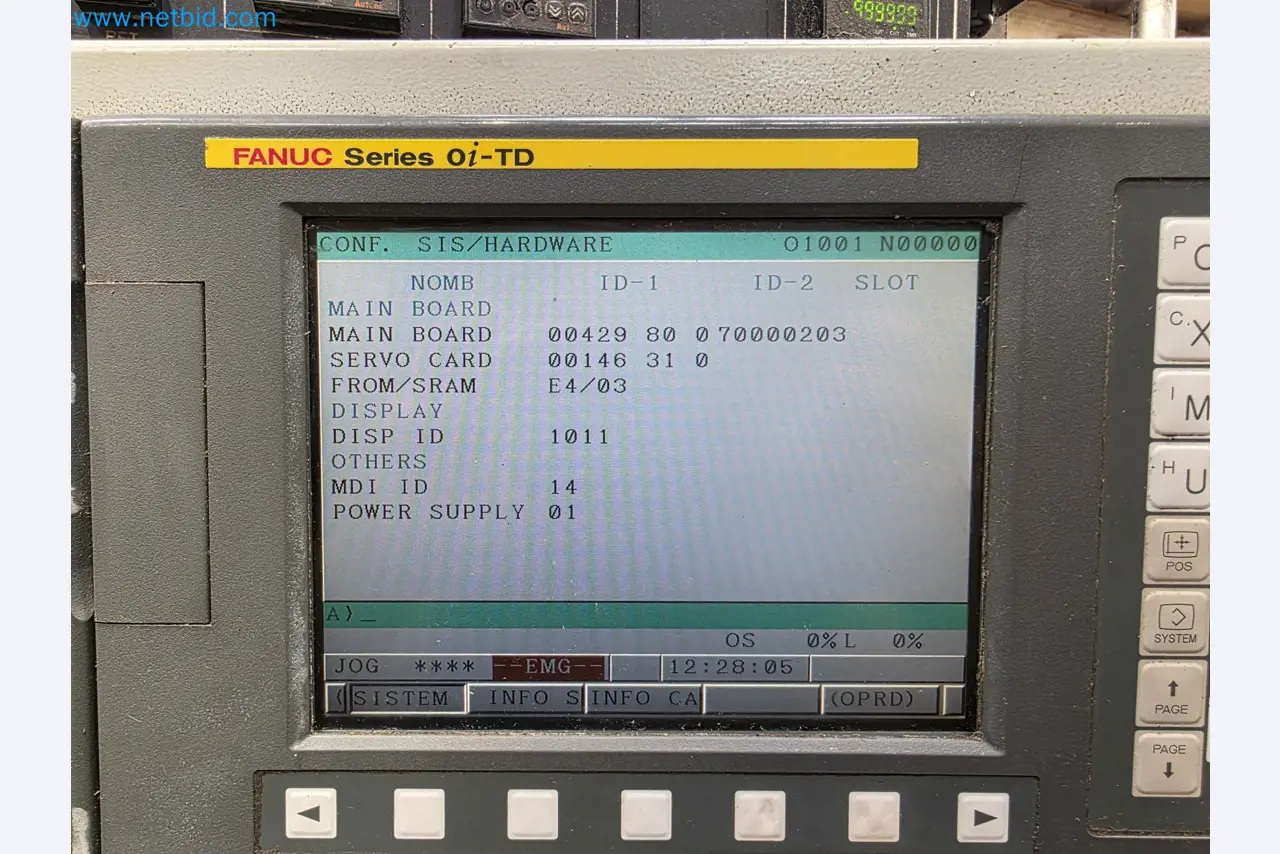 www.netbid.com
999999
FANUC Series 0i-TD
CONF. SIS/HARDWARE O1001 N00000
NOMB ID-1 ID-2 SLOT
MAIN BOARD
MAIN BOARD 00429 80 0 70000203
SERVO CARD 00146 31 0
FROM/SRAM E4/03
DISPLAY
DISP ID 1011
OTHERS
MDI ID 14
POWER SUPPLY 01
A)_
OS 0% L 0%
JOG **** --EMG-- 12:28:05
( SISTEM INFO S INFO CA (OPRD)
P
C. X
I M
H U
POS
SYSTEM
↑
PAGE
PAGE
↓